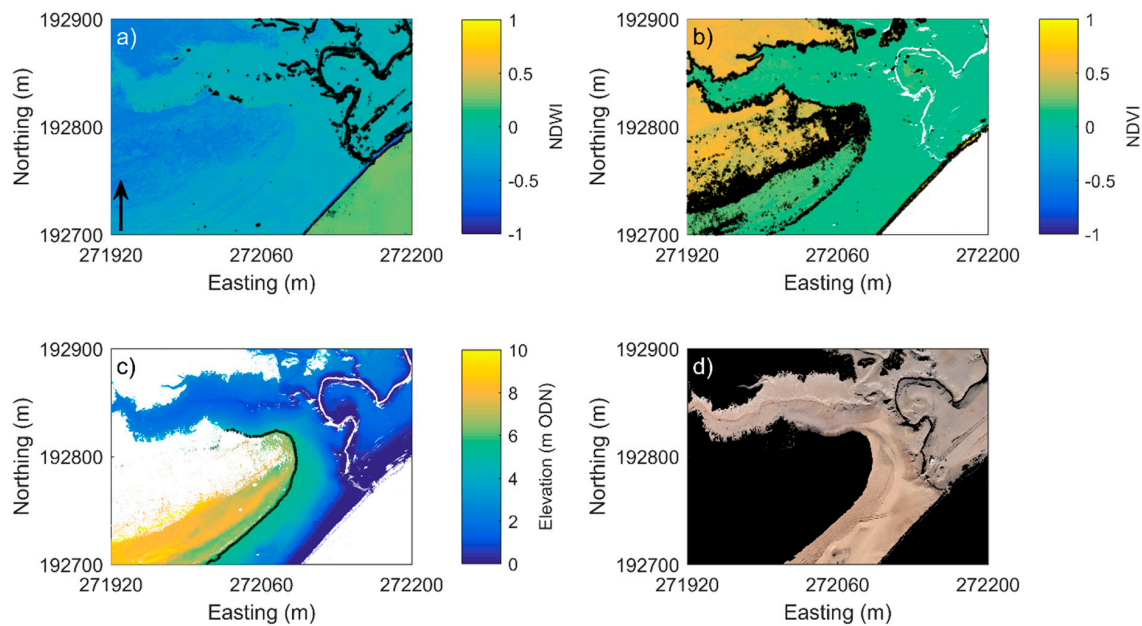 a)
192900
192800
192700
271920
272060
272200
Easting (m)
Northing (m)
1
0.5
0
-0.5
-1
NDWI
b)
192900
192800
192700
271920
272060
272200
Easting (m)
Northing (m)
1
0.5
0
-0.5
-1
NDVI
c)
192900
192800
192700
271920
272060
272200
Easting (m)
Northing (m)
10
8
6
4
2
0
Elevation (m ODN)
d)
192900
192800
192700
271920
272060
272200
Easting (m)
Northing (m)